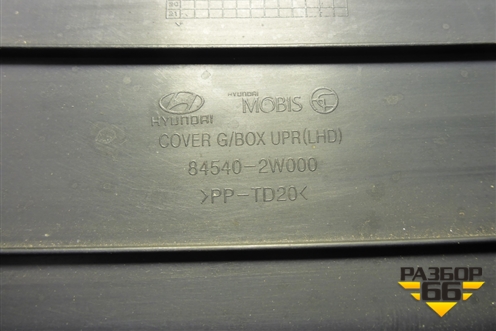 HYUNDAI
HYUNDAI
MOBIS
COVER G/BOX UPR(LHD)
84540-2W000
>PP-TD20<
РАЗБОР
66